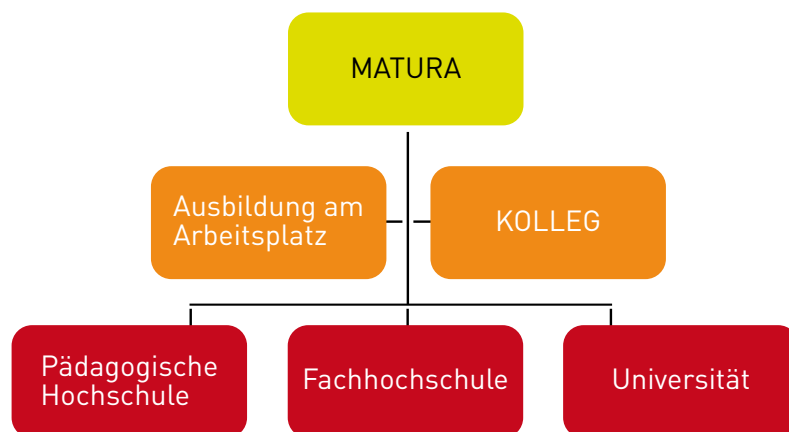 MATURA
Ausbildung am
Arbeitsplatz
KOLLEG
Pädagogische
Hochschule
Fachhochschule
Universität